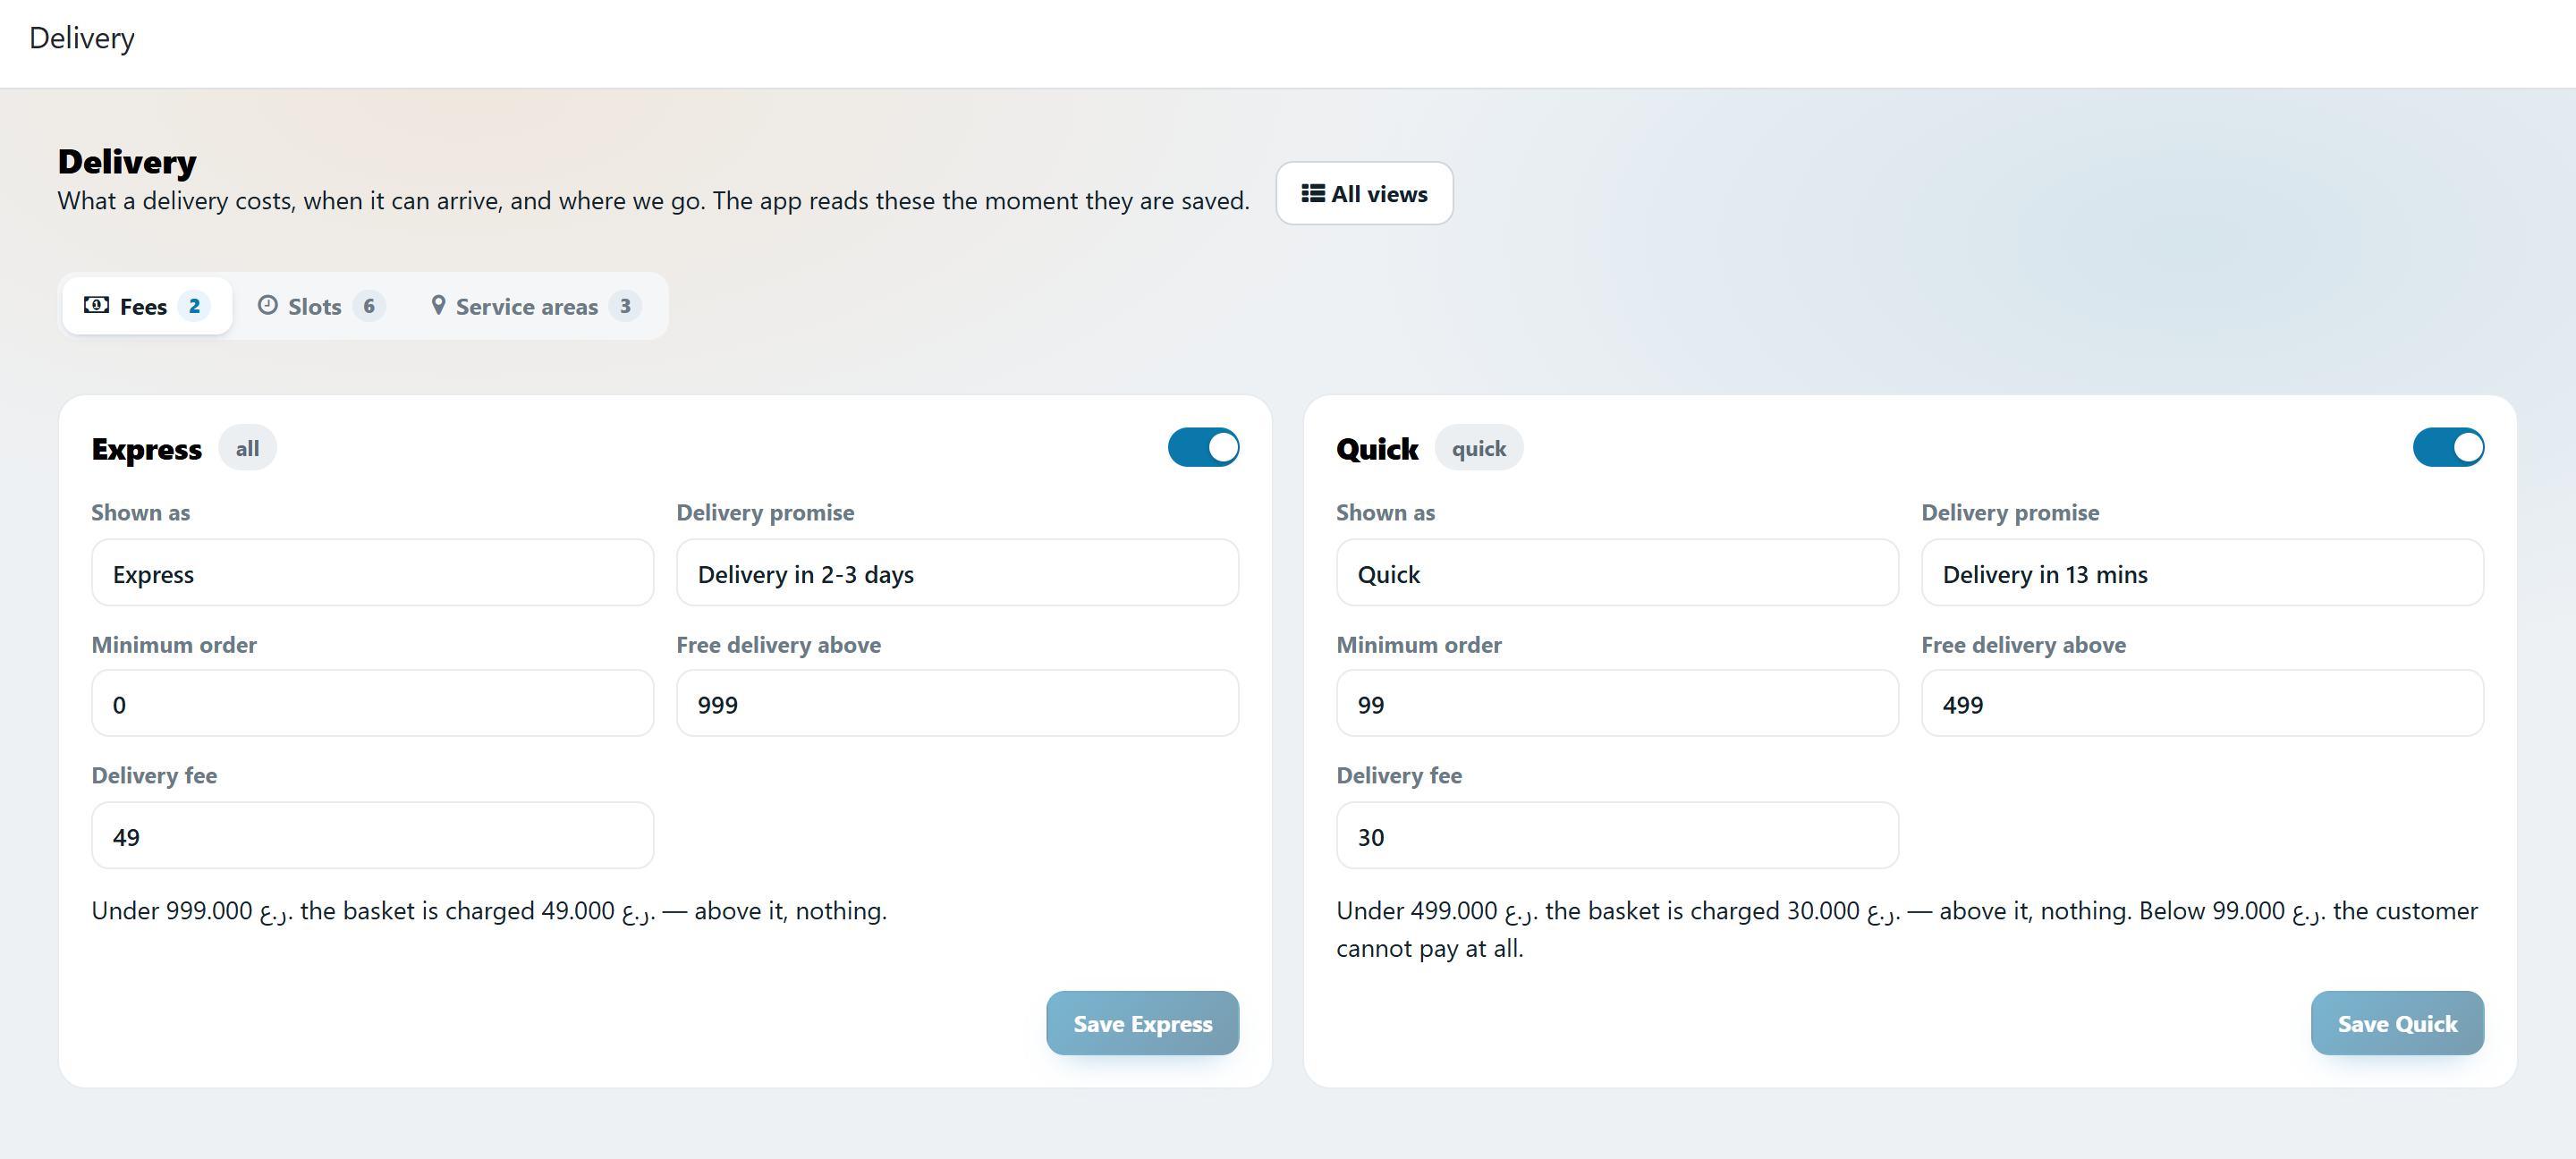 Delivery
Delivery
What a delivery costs, when it can arrive, and where we go. The app reads these the moment they are saved.
All views
Fees 2
Slots 6
Service areas 3
Express all
Shown as
Delivery promise
Express
Delivery in 2-3 days
Minimum order
Free delivery above
0
999
Delivery fee
49
Under 999.000 ر.ع. the basket is charged 49.000 ر.ع. — above it, nothing.
Save Express
Quick quick
Shown as
Delivery promise
Quick
Delivery in 13 mins
Minimum order
Free delivery above
99
499
Delivery fee
30
Under 499.000 ر.ع. the basket is charged 30.000 ر.ع. — above it, nothing. Below 99.000 ر.ع. the customer
cannot pay at all.
Save Quick